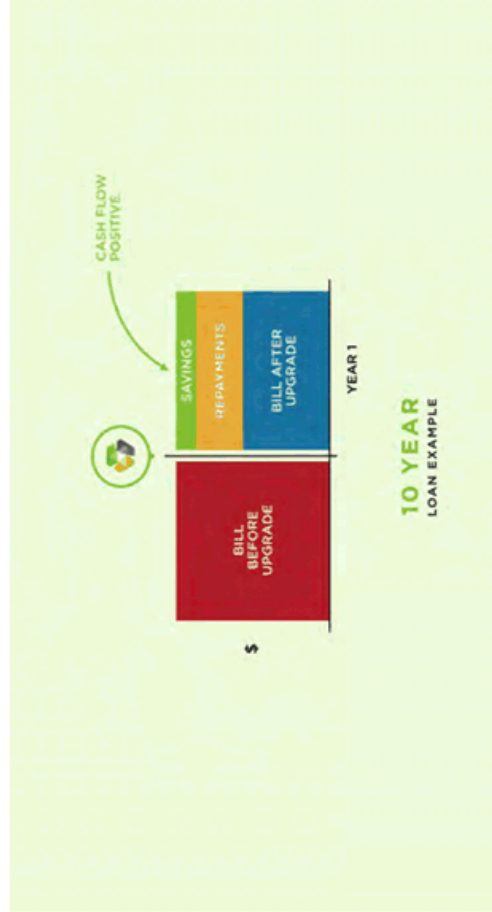 CASH FLOW
POSITIVE
SAVINGS
REPAYMENTS
BILL AFTER
UPGRADE
BILL
BEFORE
UPGRADE
$
YEAR 1
10 YEAR
LOAN EXAMPLE